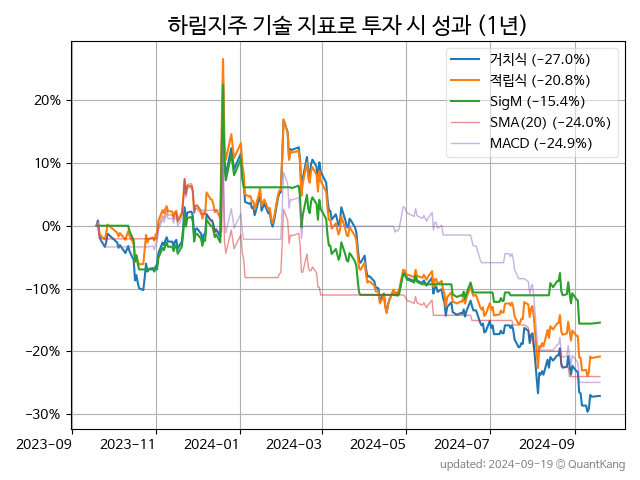 하림지주 기술 지표로 투자 시 성과 (1년)
거치식 (−27.0%)
적립식 (−20.8%)
SigM (−15.4%)
SMA(20) (−24.0%)
MACD (−24.9%)
20%
10%
0%
−10%
−20%
−30%
2023-09
2023-11
2024-01
2024-03
2024-05
2024-07
2024-09
updated: 2024-09-19 © QuantKang